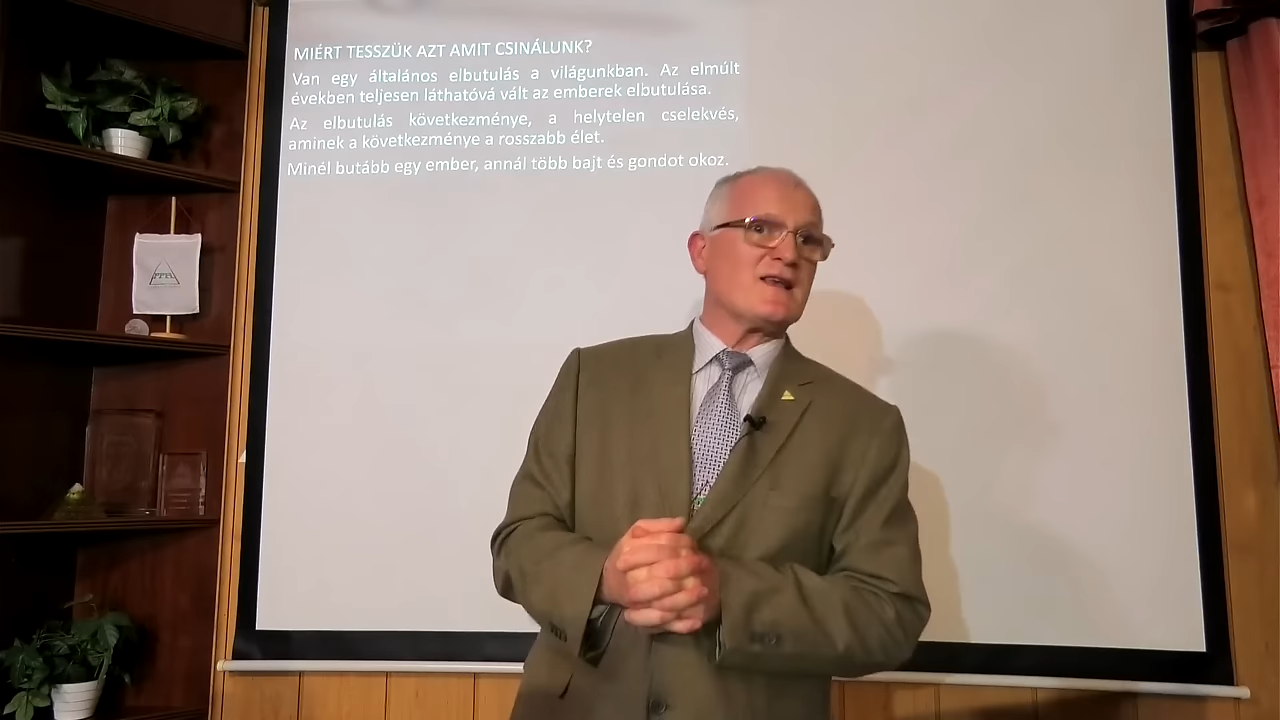 MIÉRT TESSZÜK AZT AMIT CSINÁLUNK?
Van egy általános elbutulás a világunkban. Az elmúlt
években teljesen láthatóvá vált az emberek elbutulása.
Az elbutulás következménye, a helytelen cselekvés,
aminek a következménye a rosszabb élet.
Minél butább egy ember, annál több bajt és gondot okoz.